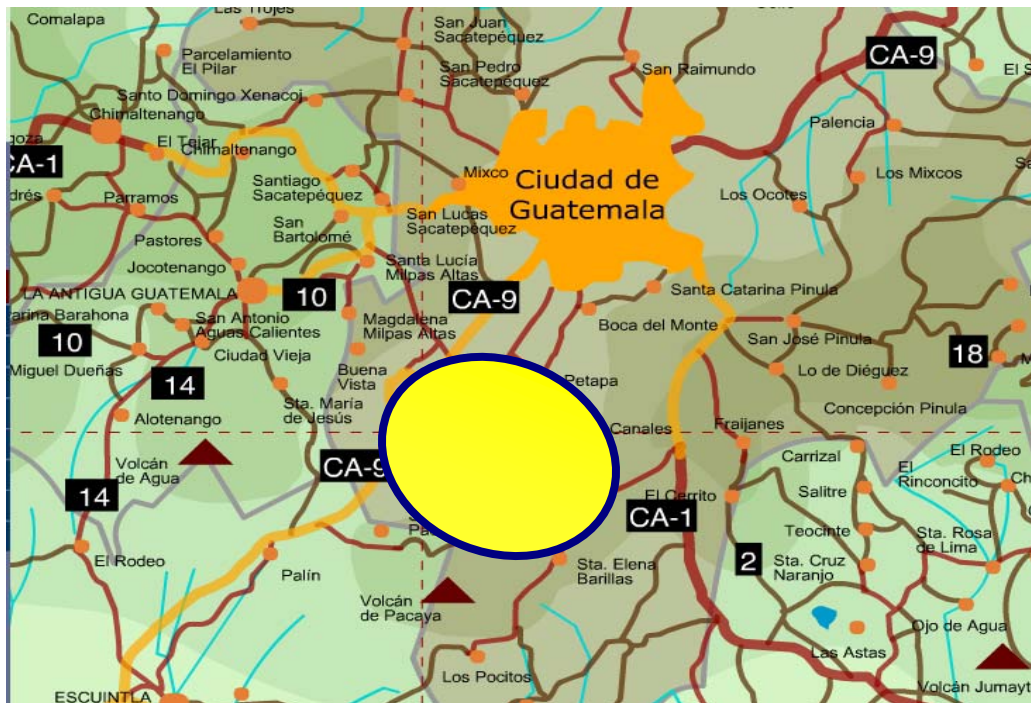 Las Trojes
Comalapa
San Juan
Sacatepéquez
CA-9
Parcelamiento
El Pilar
San Pedro
Sacatepéquez
San Raimundo
Santo Domingo Xenacoj
Chimaltenango
Palencia
El Tejar
Chimaltenango
CA-1
Mixco
Ciudad de
Guatemala
Los Mixcos
Santiago
Sacatepéquez
Los Ocotes
Parramos
San
Bartolomé
San Lucas
Sacatepéquez
Pastores
Jocotenango
Santa Lucía
Milpas Altas
LA ANTIGUA GUATEMALA
10
CA-9
Santa Catarina Pinula
San Antonio
Aguas Calientes
Magdalena
Milpas Altas
Boca del Monte
10
Ciudad Vieja
San José Pinula
18
Miguel Dueñas
14
Buena
Vista
Petapa
Lo de Diéguez
Alotenango
Sta. María
de Jesús
Concepción Pinula
Canales
Fraijanes
Carrizal
El Rodeo
Volcán
de Agua
CA-9
El
Rinconcito
14
El Cerrito
Salitre
CA-1
Teocinte
Sta. Rosa
de Lima
El Rodeo
Palín
Sta. Elena
Barillas
2
Sta. Cruz
Naranjo
Volcán
de Pacaya
Ojo de Agua
Las Astas
Los Pocitos
Volcán Jumayt
ESCUINTLA